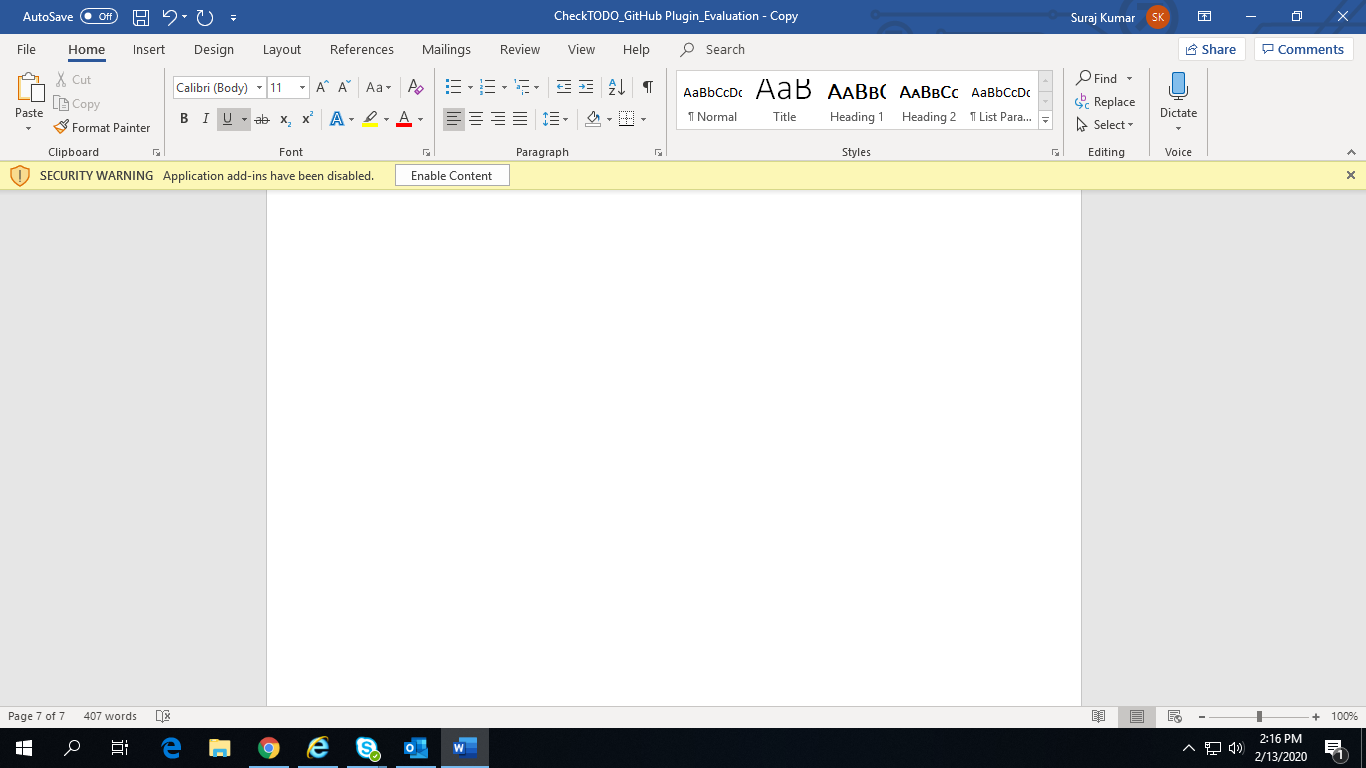 AutoSave Off CheckTODO_GitHub Plugin_Evaluation - Copy Suraj Kumar SK
File Home Insert Design Layout References Mailings Review View Help Search Share Comments
Paste
Cut
Copy
Format Painter
Clipboard
Calibri (Body) 11 A A Aa A
B I U ab x2 x2 A A
Font
Paragraph
AaBbCcDc AaB AaBbC AaBbCc AaBbCcDc
¶ Normal Title Heading 1 Heading 2 ¶ List Para...
Styles
Find
Replace
Select
Editing
Dictate
Voice
SECURITY WARNING Application add-ins have been disabled. Enable Content
Page 7 of 7 407 words 100%
2:16 PM
2/13/2020
1